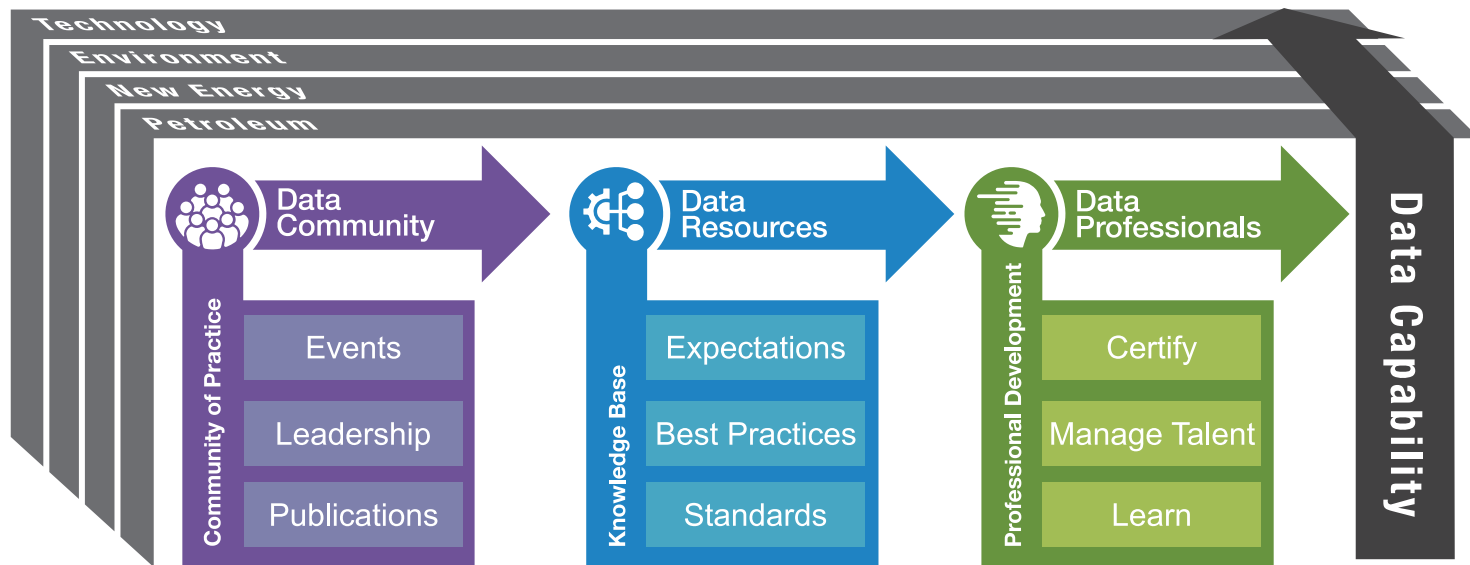 Technology
Environment
New Energy
Petroleum
Data
Community
Community of Practice
Events
Leadership
Publications
Data
Resources
Knowledge Base
Expectations
Best Practices
Standards
Data
Professionals
Professional Development
Certify
Manage Talent
Learn
Data Capability